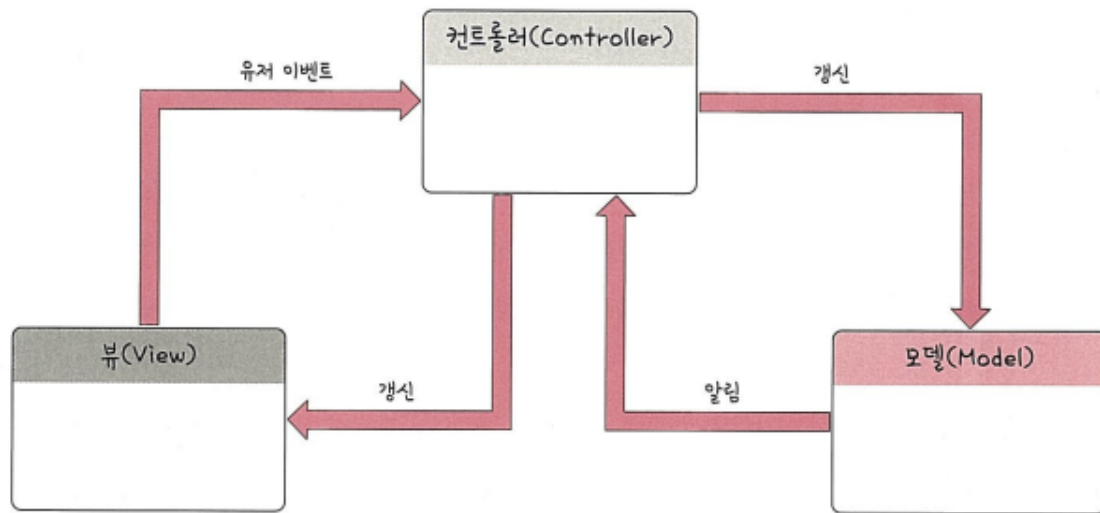 컨트롤러(Controller)
유저 이벤트
갱신
뷰(View)
모델(Model)
갱신
알림